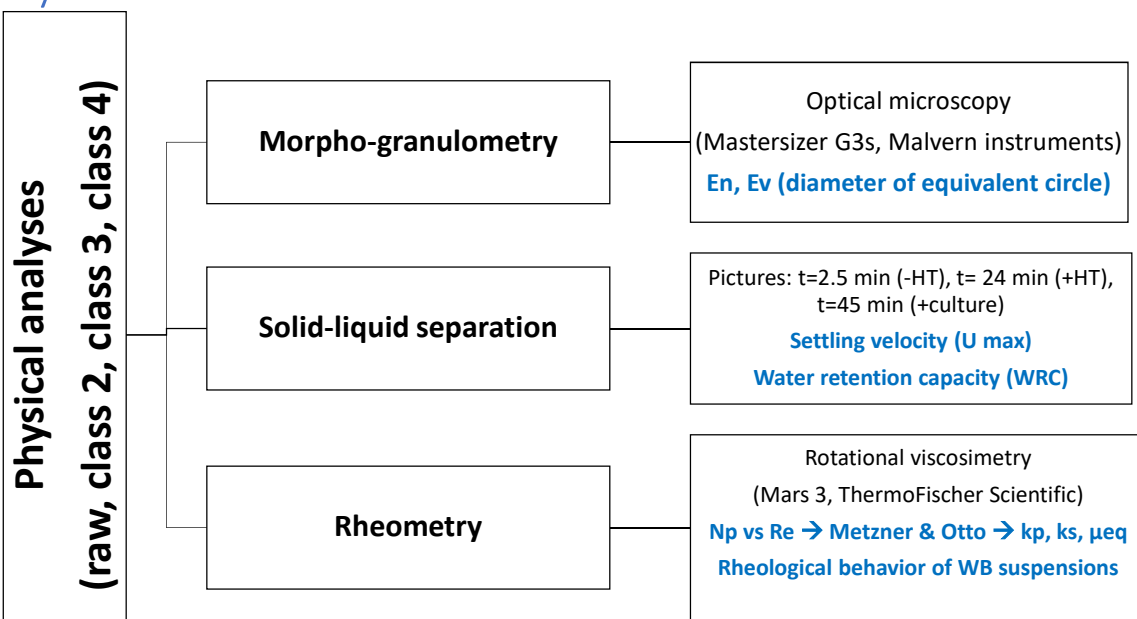 Physical analyses
(raw, class 2, class 3, class 4)
Morpho-granulometry
Optical microscopy
(Mastersizer G3s, Malvern instruments)
En, Ev (diameter of equivalent circle)
Solid-liquid separation
Pictures: t=2.5 min (-HT), t= 24 min (+HT),
t=45 min (+culture)
Settling velocity (U max)
Water retention capacity (WRC)
Rheometry
Rotational viscosimetry
(Mars 3, ThermoFischer Scientific)
Np vs Re → Metzner & Otto → kp, ks, µeq
Rheological behavior of WB suspensions